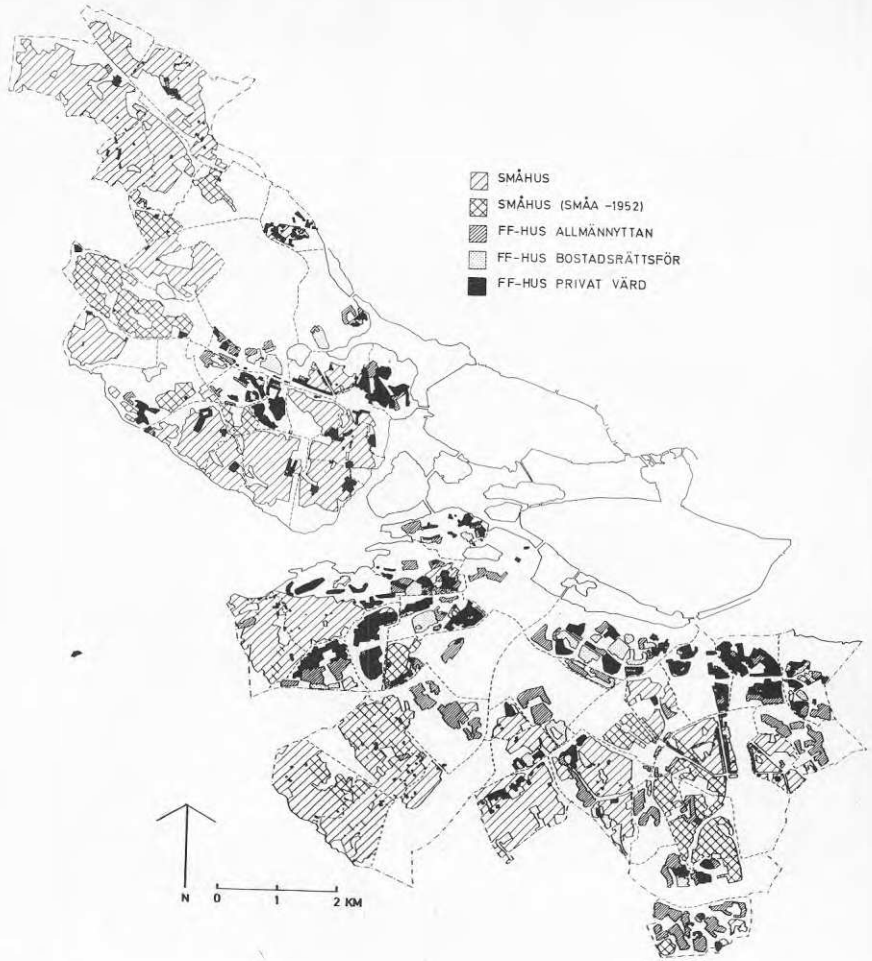 SMÅHUS
SMÅHUS (SMÅA -1952)
FF-HUS ALLMÄNNYTTAN
FF-HUS BOSTADSRÄTTSFÖR
FF-HUS PRIVAT VÄRD
N 0 1 2 KM